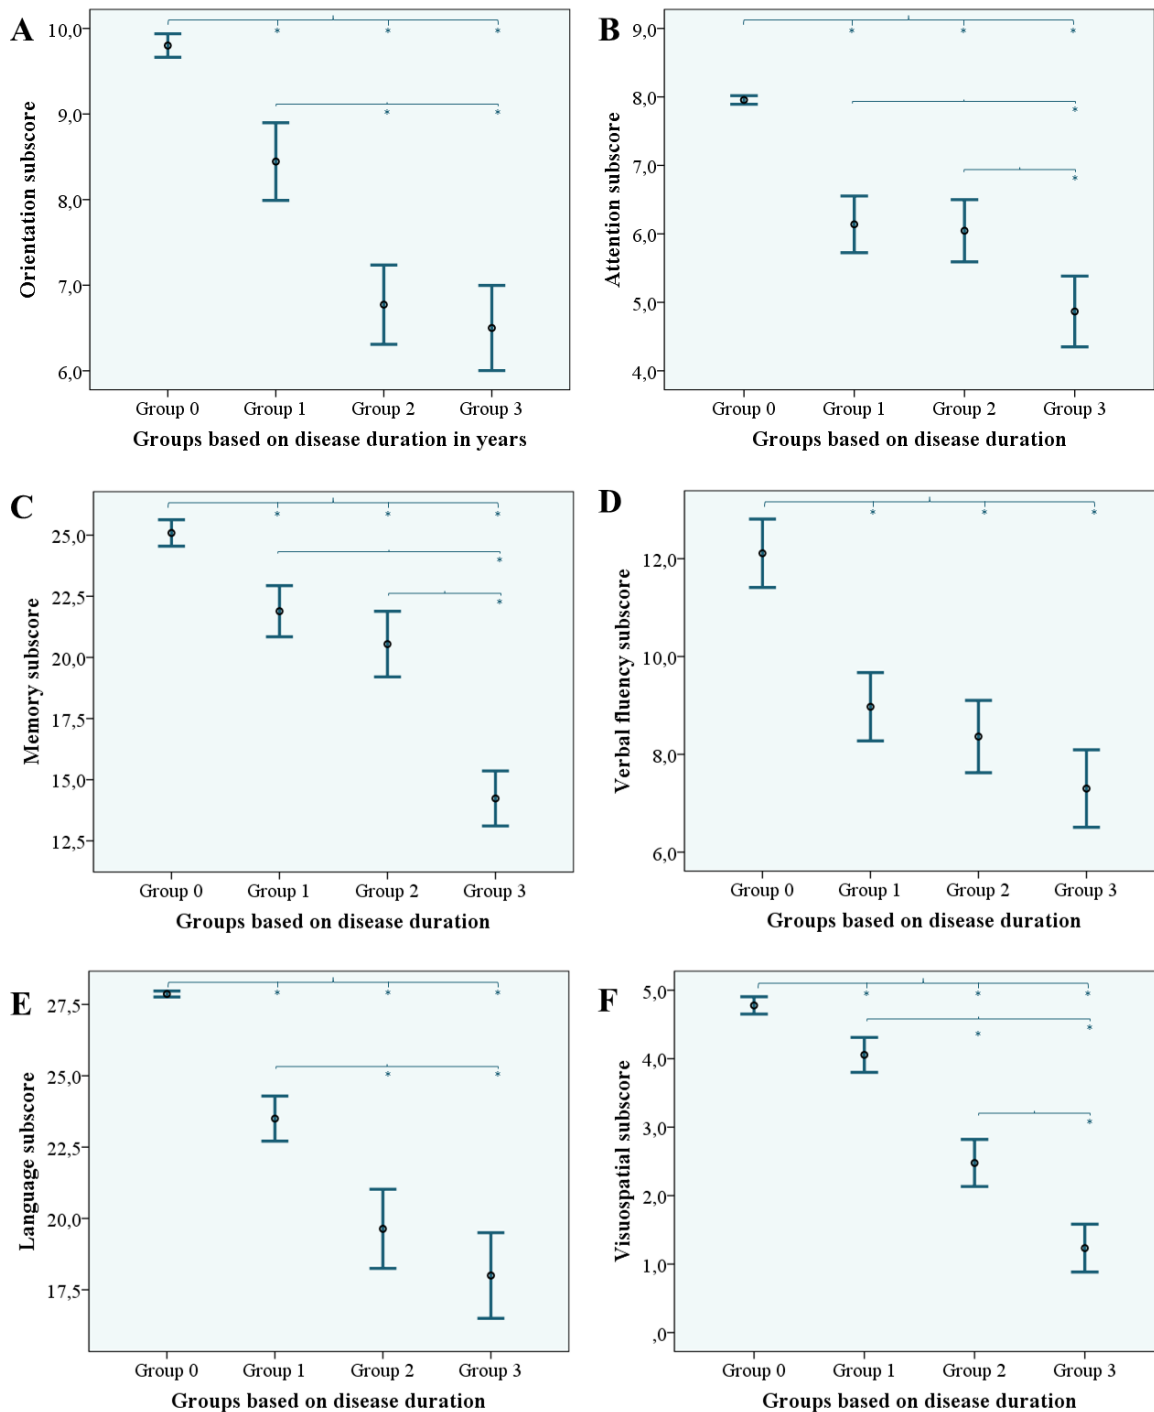 A
Orientation subscore
10,0
9,0
8,0
7,0
6,0
* * *
* *
Group 0 Group 1 Group 2 Group 3
Groups based on disease duration in years
B
Attention subscore
9,0
8,0
7,0
6,0
5,0
4,0
* * *
*
*
Group 0 Group 1 Group 2 Group 3
Groups based on disease duration
C
Memory subscore
25,0
22,5
20,0
17,5
15,0
12,5
* * *
*
*
Group 0 Group 1 Group 2 Group 3
Groups based on disease duration
D
Verbal fluency subscore
12,0
10,0
8,0
6,0
* * *
Group 0 Group 1 Group 2 Group 3
Groups based on disease duration
E
Language subscore
27,5
25,0
22,5
20,0
17,5
* * *
* *
Group 0 Group 1 Group 2 Group 3
Groups based on disease duration
F
Visuospatial subscore
5,0
4,0
3,0
2,0
1,0
,0
* * *
* *
*
Group 0 Group 1 Group 2 Group 3
Groups based on disease duration